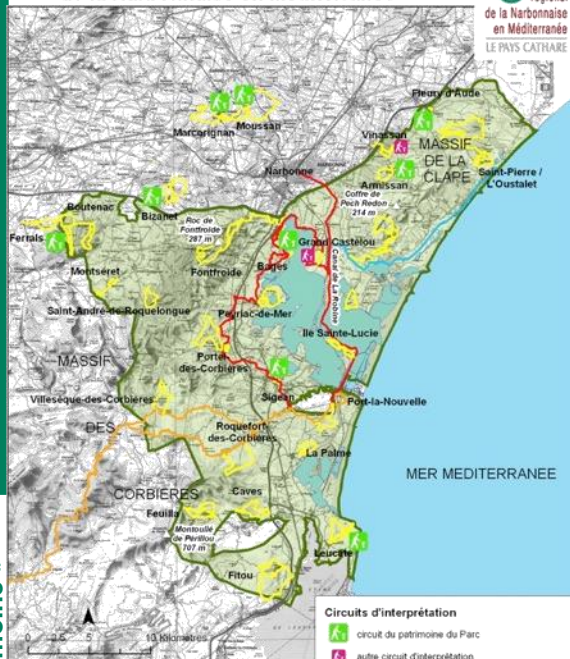 régional
de la Narbonnaise
en Méditerranée
LE PAYS CATHARE
Fleury d'Aude
Moussan
Marcorignan
Vinassan
MASSIF
DE LA
CLAPE
Narbonne
Armissan
Saint-Pierre /
L'Oustalet
Coffre de
Pech Redon
214 m
Boutenac
Bizanet
Roc de
Fontfroide
287 m
Grand Castelou
Ferrals
Bages
Montséret
Fontfroide
Canal de La Robine
Saint-André-de-Roquelongue
Peyriac-de-Mer
Ile Sainte-Lucie
Portel-
des-Corbières
MASSIF
Villesèque-des-Corbières
Sigean
Port-la-Nouvelle
DES
Roquefort-
des-Corbières
La Palme
MER MEDITERRANEE
CORBIÈRES
Caves
Feuilla
Montoulié
de Périllou
707 m
Leucate
Fitou
Circuits d'interprétation
0 2,5 5 10 Kilomètres
circuit du patrimoine du Parc
autre circuit d'interprétation